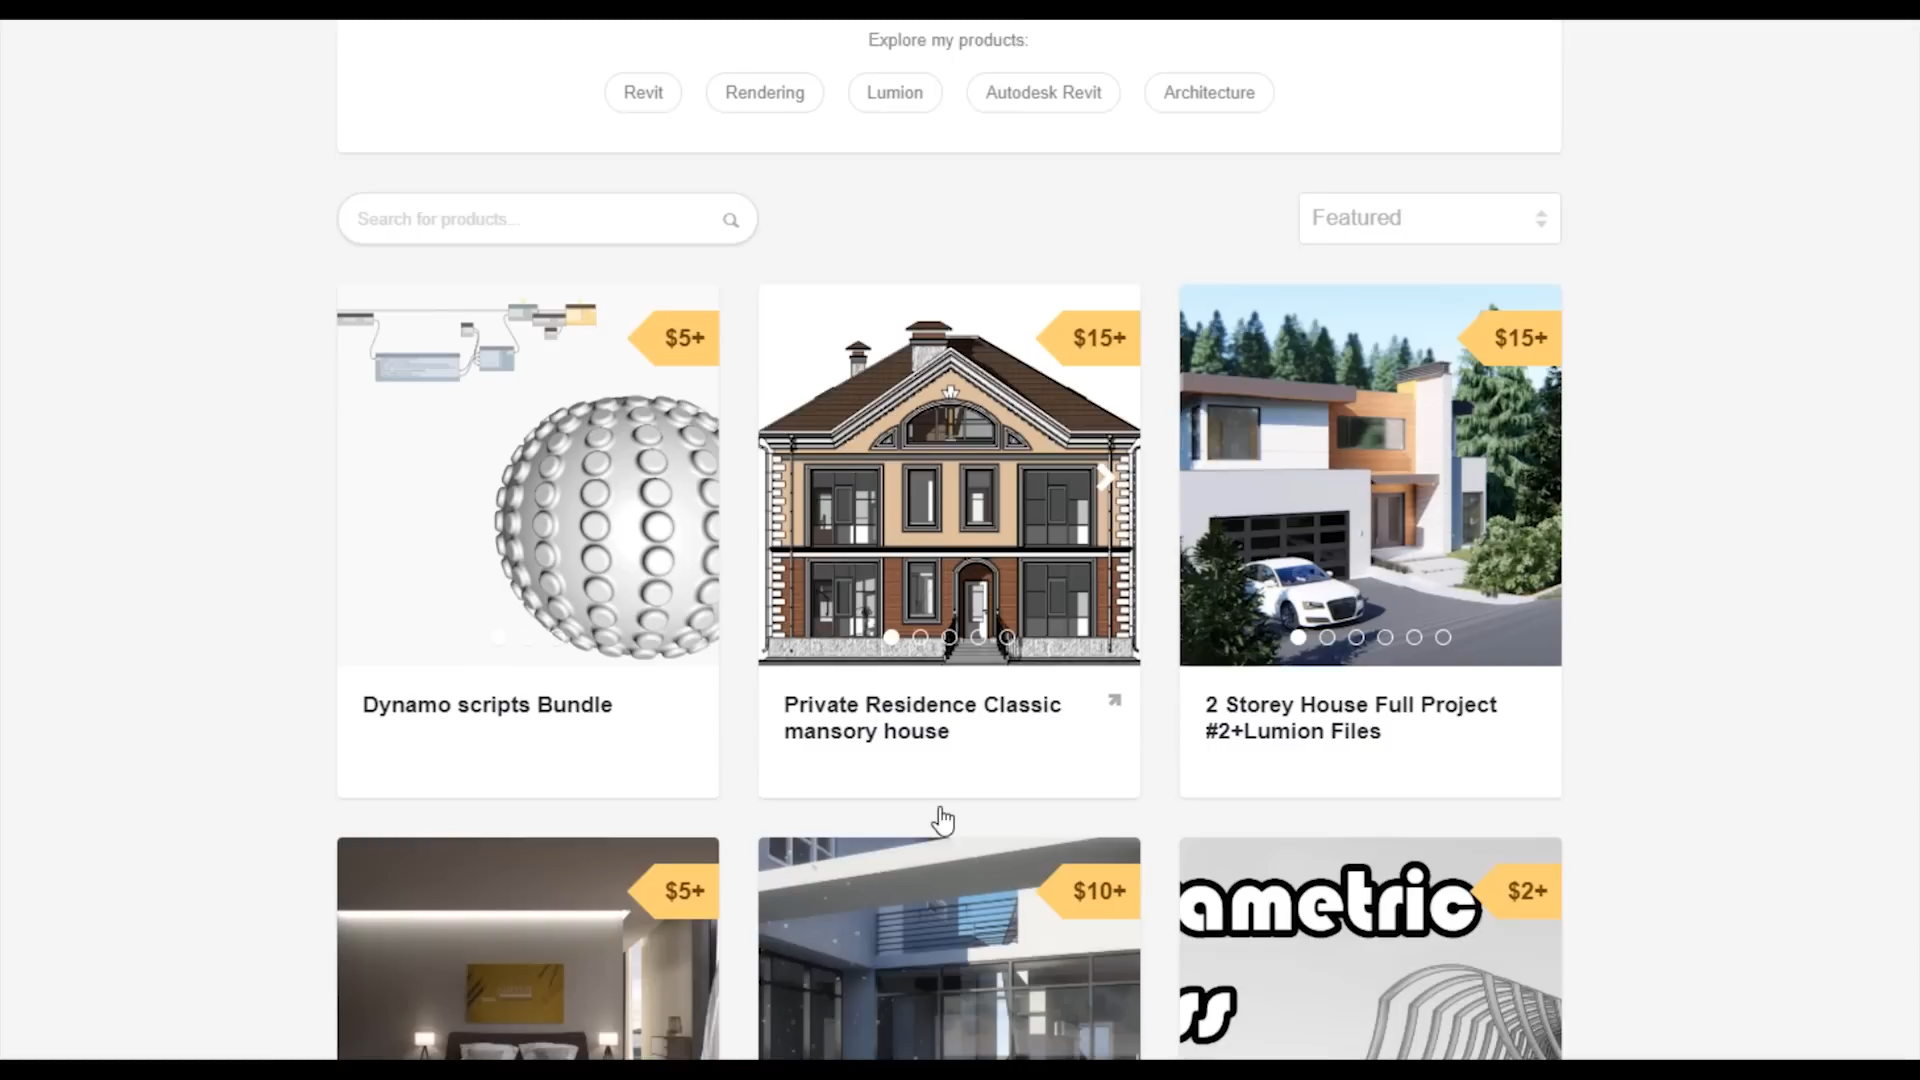 Explore my products:
Revit
Rendering
Lumion
Autodesk Revit
Architecture
Search for products...
Featured
$5+
$15+
$15+
Dynamo scripts Bundle
Private Residence Classic
mansory house
2 Storey House Full Project
#2+Lumion Files
$5+
$10+
ametric
$2+